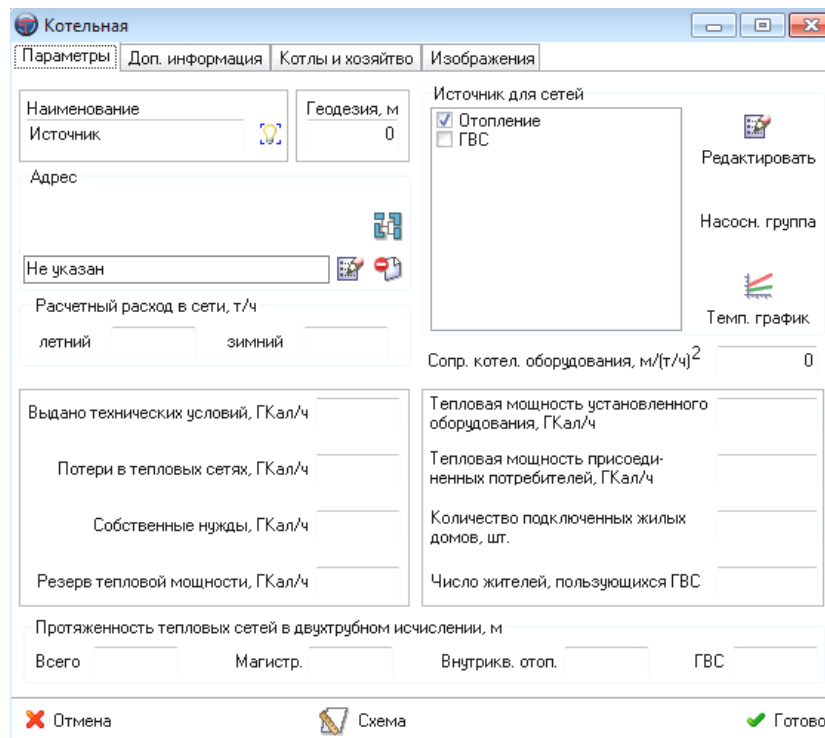 Котельная
Параметры Доп. информация Котлы и хозяйтво Изображения
Наименование
Источник
Геодезия, м
0
Источник для сетей
Отопление
ГВС
Редактировать
Насосн. группа
Темп. график
Адрес
Не указан
Расчетный расход в сети, т/ч
летний зимний
Сопр. котел. оборудования, м/(т/ч)2 0
Выдано технических условий, ГКал/ч
Потери в тепловых сетях, ГКал/ч
Собственные нужды, ГКал/ч
Резерв тепловой мощности, ГКал/ч
Тепловая мощность установленного
оборудования, ГКал/ч
Тепловая мощность присоеди-
ненных потребителей, ГКал/ч
Количество подключенных жилых
домов, шт.
Число жителей, пользующихся ГВС
Протяженность тепловых сетей в двухтрубном исчислении, м
Всего Магистр. Внутрикв. отоп. ГВС
Отмена Схема Готово